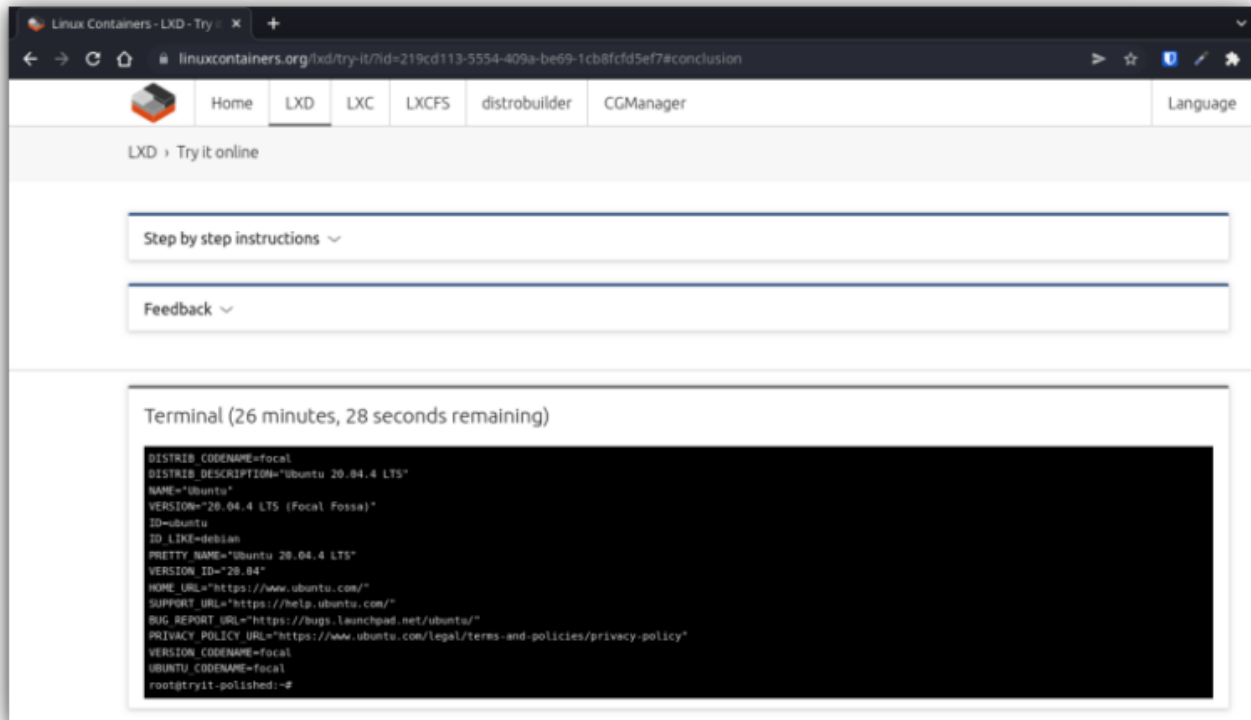 Linux Containers - LXD - Try i
linuxcontainers.org/lxd/try-it/?id=219cd113-5554-409a-be69-1cb8fcfd5ef7#conclusion
Home LXD LXC LXCFS distrobuilder CGManager Language
LXD › Try it online
Step by step instructions
Feedback
Terminal (26 minutes, 28 seconds remaining)
DISTRIB_CODENAME=focal
DISTRIB_DESCRIPTION="Ubuntu 20.04.4 LTS"
NAME="Ubuntu"
VERSION="20.04.4 LTS (Focal Fossa)"
ID=ubuntu
ID_LIKE=debian
PRETTY_NAME="Ubuntu 20.04.4 LTS"
VERSION_ID="20.04"
HOME_URL="https://www.ubuntu.com/"
SUPPORT_URL="https://help.ubuntu.com/"
BUG_REPORT_URL="https://bugs.launchpad.net/ubuntu/"
PRIVACY_POLICY_URL="https://www.ubuntu.com/legal/terms-and-policies/privacy-policy"
VERSION_CODENAME=focal
UBUNTU_CODENAME=focal
root@tryit-polished:~#